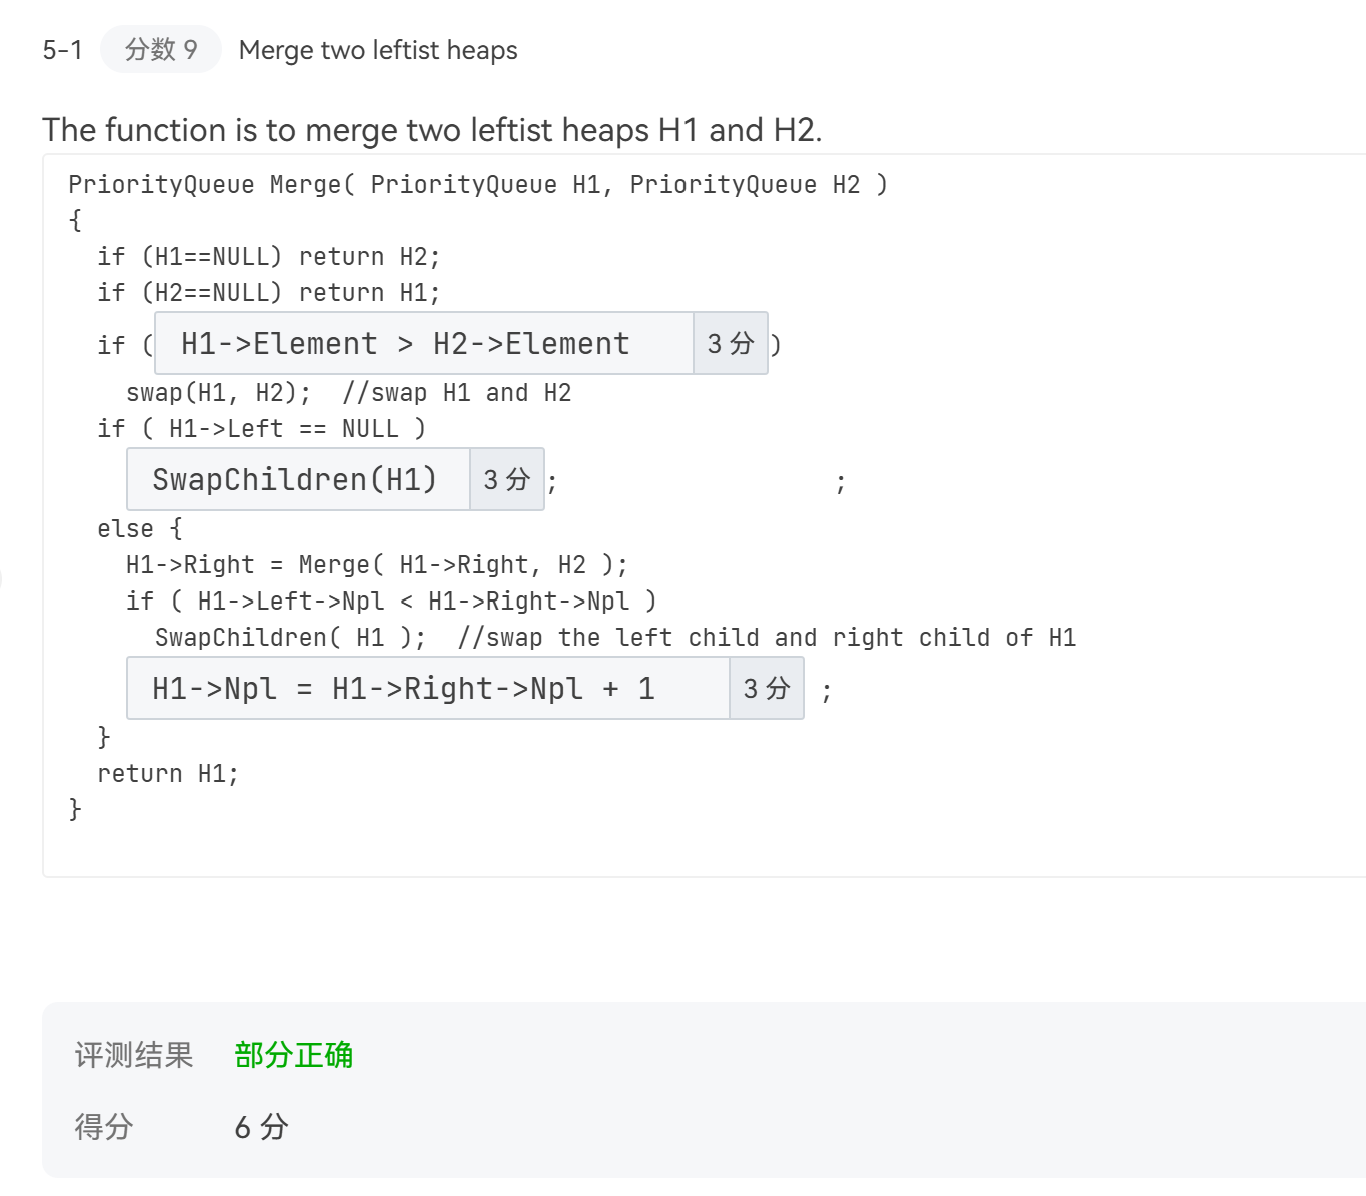 5-1 分数 9 Merge two leftist heaps
The function is to merge two leftist heaps H1 and H2.
PriorityQueue Merge( PriorityQueue H1, PriorityQueue H2 )
{
if (H1==NULL) return H2;
if (H2==NULL) return H1;
if ( H1->Element > H2->Element 3 分 )
swap(H1, H2); //swap H1 and H2
if ( H1->Left == NULL )
SwapChildren(H1) 3 分 ; ;
else {
H1->Right = Merge( H1->Right, H2 );
if ( H1->Left->Npl < H1->Right->Npl )
SwapChildren( H1 ); //swap the left child and right child of H1
H1->Npl = H1->Right->Npl + 1 3 分 ;
}
return H1;
}
评测结果 部分正确
得分 6 分